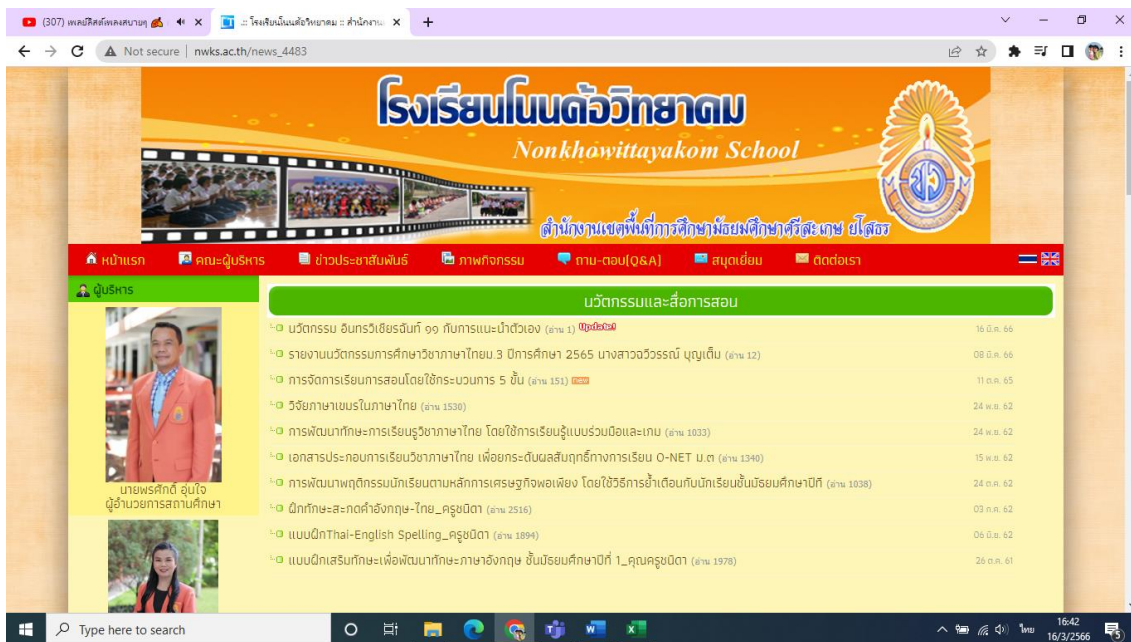 (307) เพลย์ลิสต์เพลงสบายๆ
.:: โรงเรียนโนนค้อวิทยาคม :: สำนักงาน
Not secure | nwks.ac.th/news_4483
โรงเรียนโนนค้อวิทยาคม
Nonkhowittayakom School
สำนักงานเขตพื้นที่การศึกษามัธยมศึกษาศรีสะเกษ ยโสธร
หน้าแรก คณะผู้บริหาร ข่าวประชาสัมพันธ์ ภาพกิจกรรม ถาม-ตอบ(Q&A) สมุดเยี่ยม ติดต่อเรา
ผู้บริหาร
นวัตกรรมและสื่อการสอน
นวัตกรรม อินทรวิเชียรฉันท์ ๑๑ กับการแนะนำตัวเอง (อ่าน 1) Update! 16 มี.ค. 66
รายงานนวัตกรรมการศึกษาวิชาภาษาไทยม.3 ปีการศึกษา 2565 นางสาวฉวีวรรณ์ บุญเต็ม (อ่าน 12) 08 มี.ค. 66
การจัดการเรียนการสอนโดยใช้กระบวนการ 5 ขั้น (อ่าน 151) new 11 ต.ค. 65
วิจัยภาษาเขมรในภาษาไทย (อ่าน 1530) 24 พ.ย. 62
การพัฒนาทักษะการเรียนรูวิชาภาษาไทย โดยใช้การเรียนรู้แบบร่วมมือและเกม (อ่าน 1033) 24 พ.ย. 62
เอกสารประกอบการเรียนวิชาภาษาไทย เพื่อยกระดับผลสัมฤทธิ์ทางการเรียน O-NET ม.๓ (อ่าน 1340) 15 พ.ย. 62
การพัฒนาพฤติกรรมนักเรียนตามหลักการเศรษฐกิจพอเพียง โดยใช้วิธีการย้ำเตือนกับนักเรียนชั้นมัธยมศึกษาปีที่ (อ่าน 1038) 24 ต.ค. 62
ฝึกทักษะสะกดคำอังกฤษ-ไทย_ครูชนิดา (อ่าน 2516) 03 ก.ค. 62
แบบฝึกThai-English Spelling_ครูชนิดา (อ่าน 1894) 06 มิ.ย. 62
แบบฝึกเสริมทักษะเพื่อพัฒนาทักษะภาษาอังกฤษ ชั้นมัธยมศึกษาปีที่ 1_คุณครูชนิดา (อ่าน 1978) 26 ต.ค. 61
นายพรศักดิ์ อุ่นใจ
ผู้อำนวยการสถานศึกษา
Type here to search
ไทย
16:42
16/3/2566
5